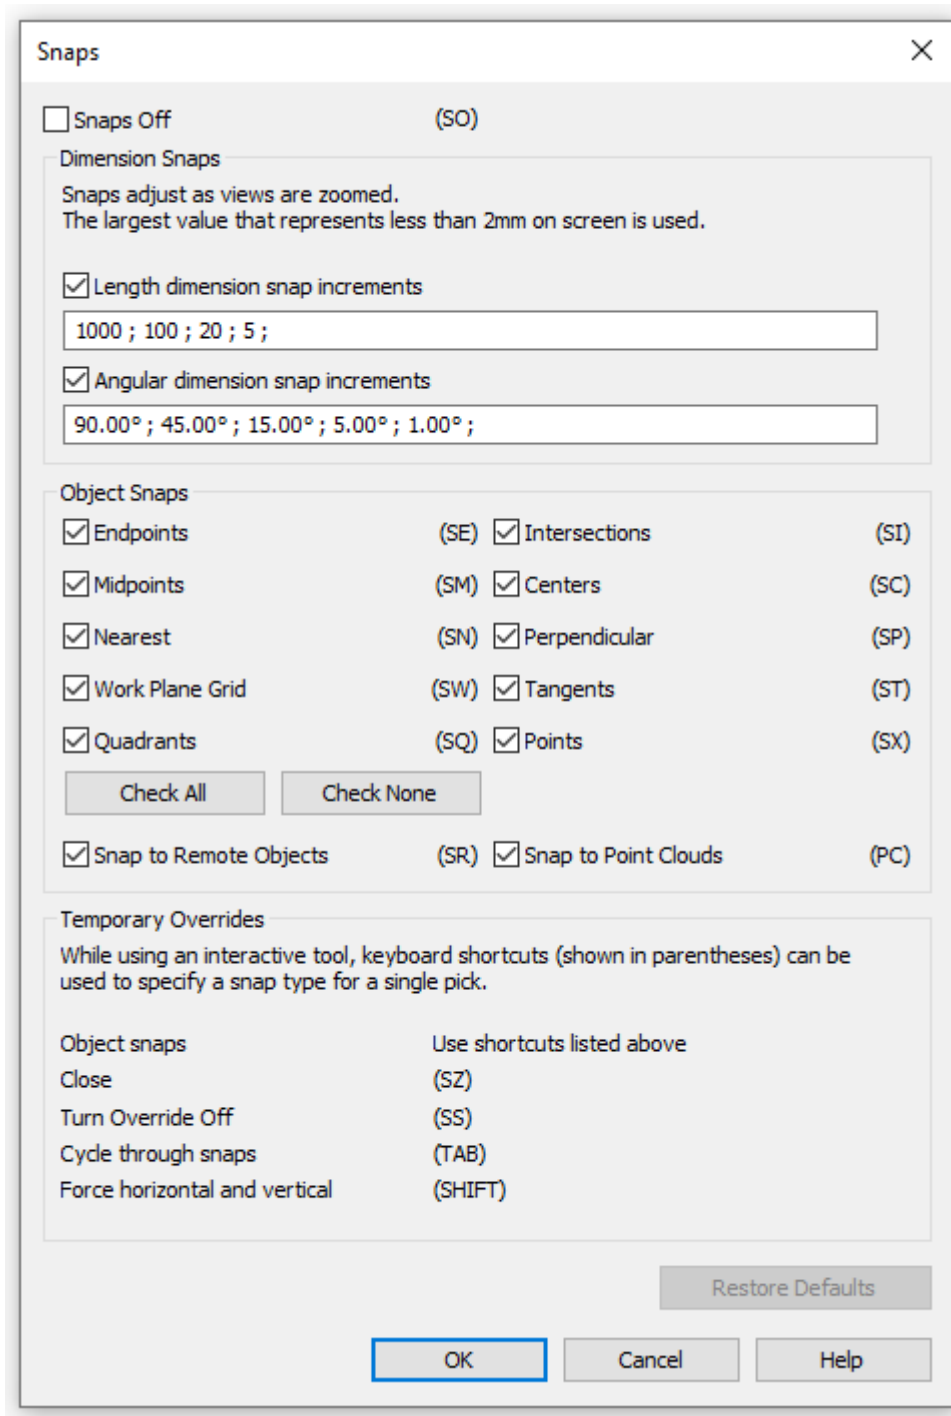 Snaps
Snaps Off (SO)
Dimension Snaps
Snaps adjust as views are zoomed.
The largest value that represents less than 2mm on screen is used.
Length dimension snap increments
1000 ; 100 ; 20 ; 5 ;
Angular dimension snap increments
90.00° ; 45.00° ; 15.00° ; 5.00° ; 1.00° ;
Object Snaps
Endpoints (SE) Intersections (SI)
Midpoints (SM) Centers (SC)
Nearest (SN) Perpendicular (SP)
Work Plane Grid (SW) Tangents (ST)
Quadrants (SQ) Points (SX)
Check All Check None
Snap to Remote Objects (SR) Snap to Point Clouds (PC)
Temporary Overrides
While using an interactive tool, keyboard shortcuts (shown in parentheses) can be
used to specify a snap type for a single pick.
Object snaps Use shortcuts listed above
Close (SZ)
Turn Override Off (SS)
Cycle through snaps (TAB)
Force horizontal and vertical (SHIFT)
Restore Defaults
OK Cancel Help